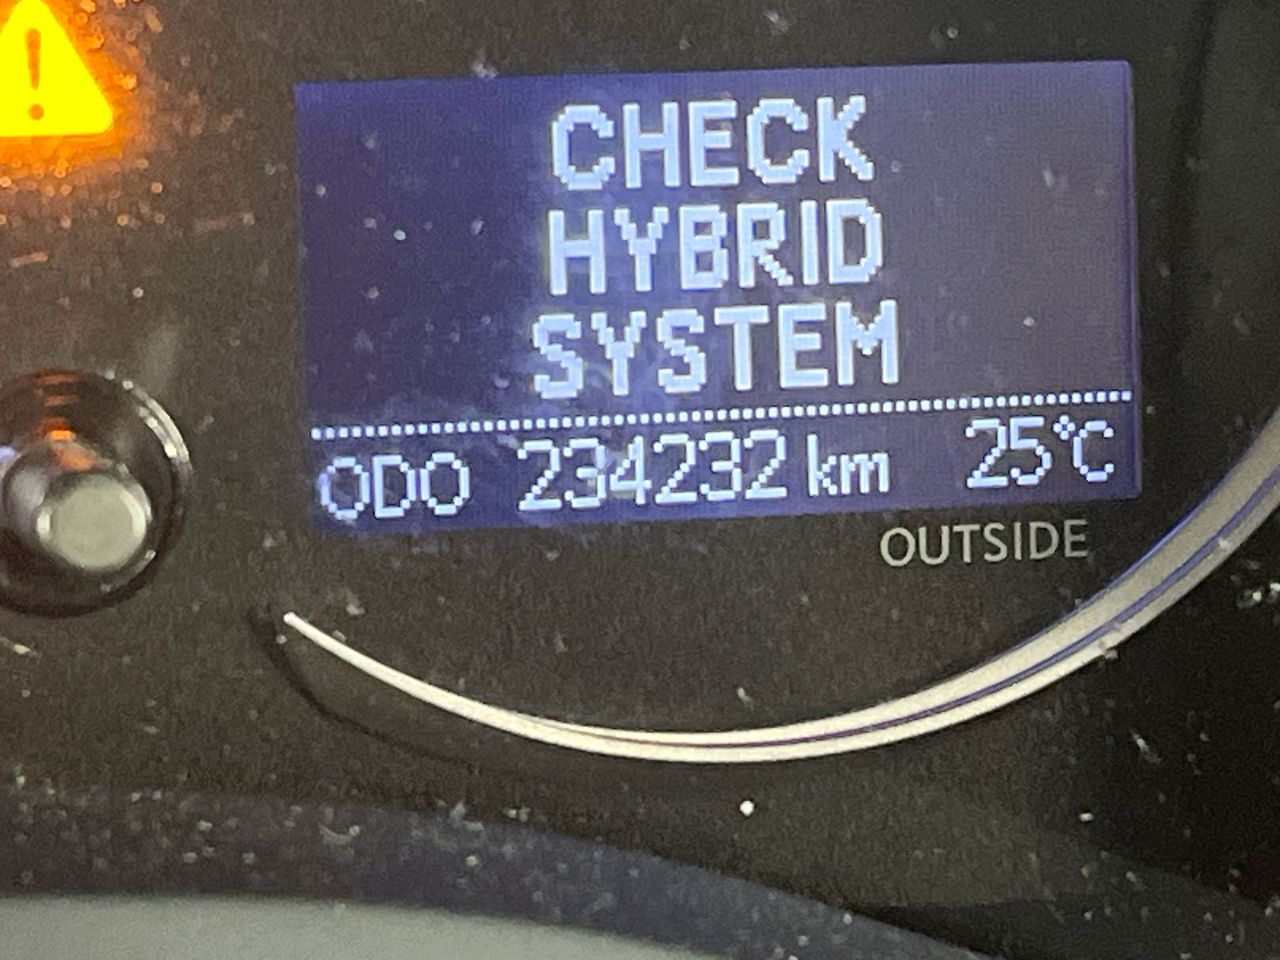 CHECK
HYBRID
SYSTEM
ODO 234232 km 25°C
OUTSIDE